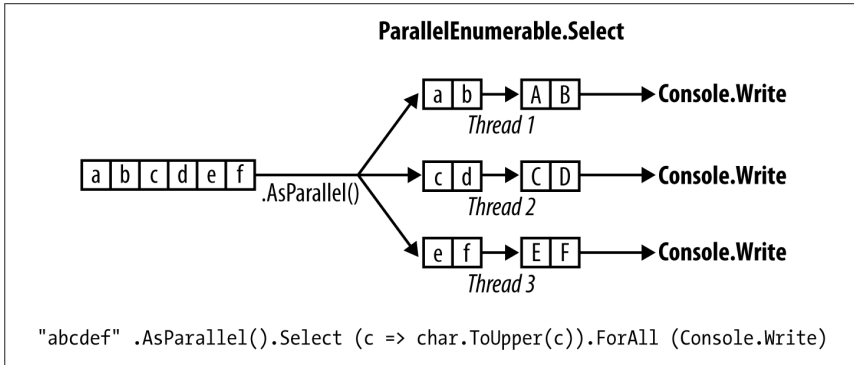 ParallelEnumerable.Select
a b A B Console.Write
Thread 1
a b c d e f .AsParallel() c d C D Console.Write
Thread 2
e f E F Console.Write
Thread 3
"abcdef" .AsParallel().Select (c => char.ToUpper(c)).ForAll (Console.Write)